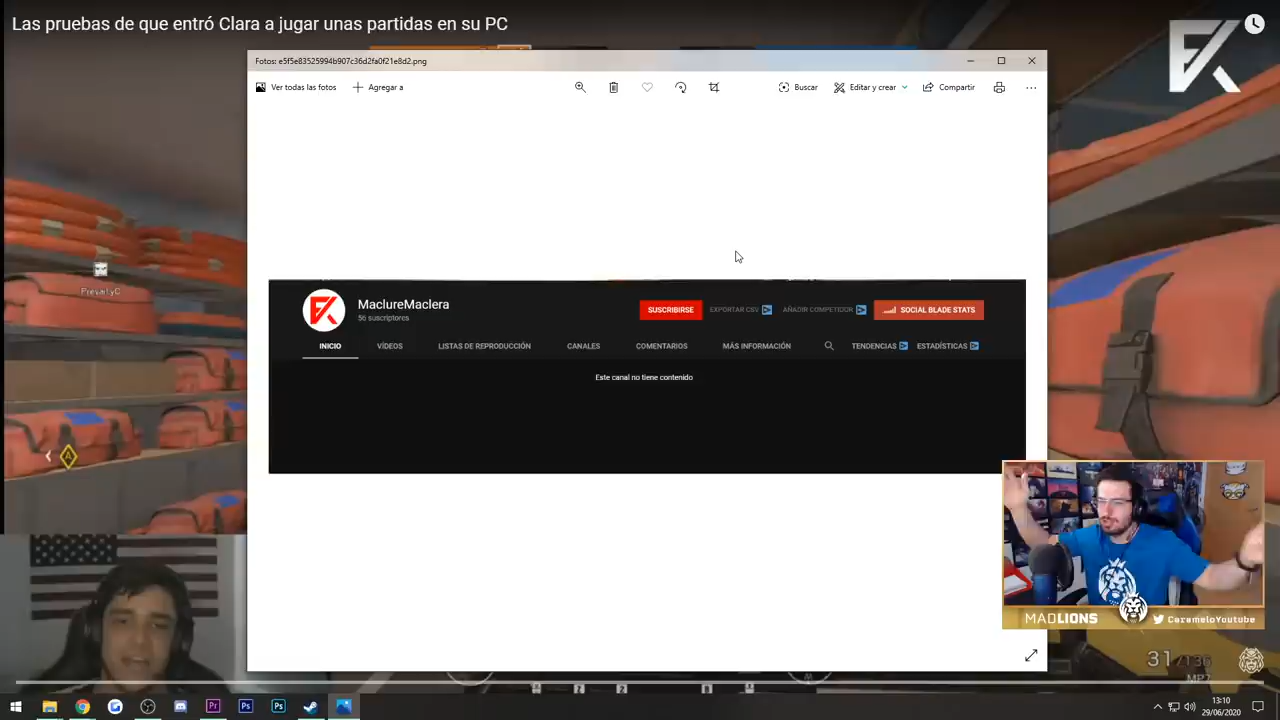 Las pruebas de que entró Clara a jugar unas partidas en su PC
Fotos: e5f5e83525994b907c36d2fa0f21e8d2.png
Ver todas las fotos
Agregar a
Buscar
Editar y crear
Compartir
MaclureMaclera
56 suscriptores
SUSCRIBIRSE
EXPORTAR CSV
AÑADIR COMPETIDOR
SOCIAL BLADE STATS
INICIO
VÍDEOS
LISTAS DE REPRODUCCIÓN
CANALES
COMENTARIOS
MÁS INFORMACIÓN
TENDENCIAS
ESTADÍSTICAS
Este canal no tiene contenido
A
MADLIONS
CarameloYoutube
31/136
MP7
13:10
29/06/2020